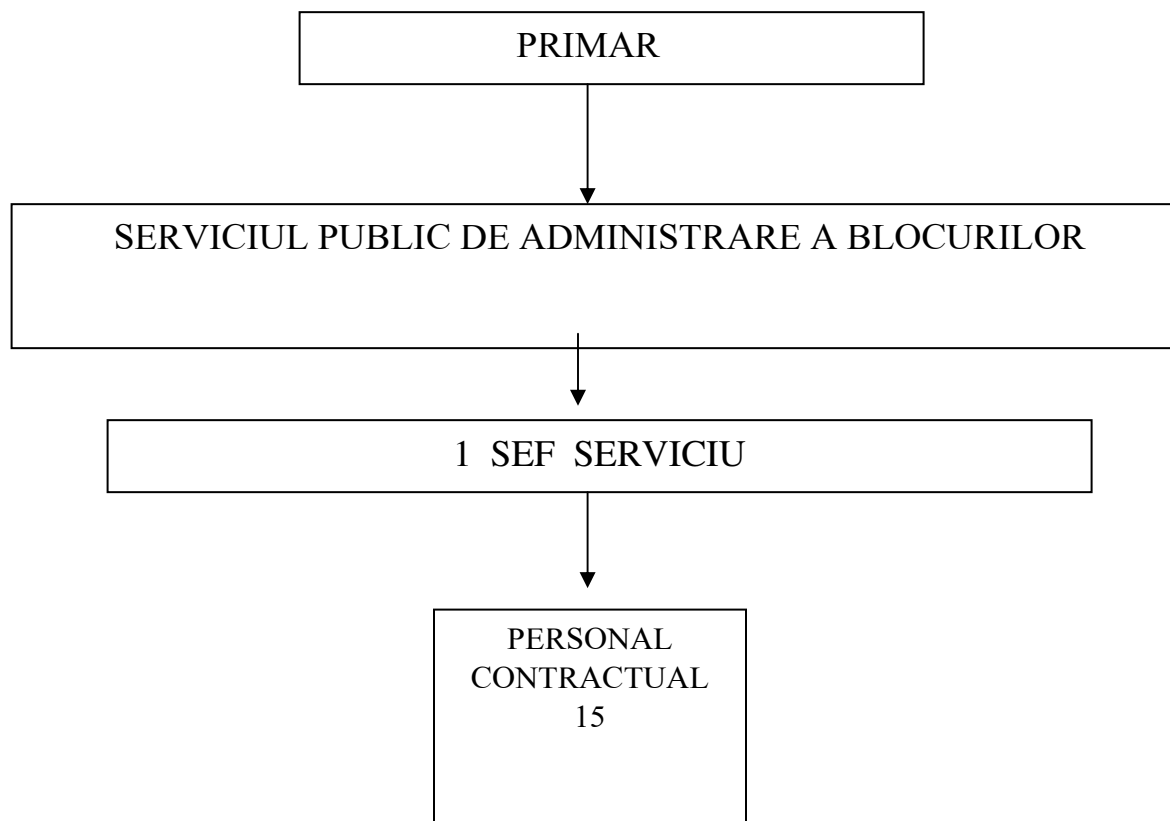 PRIMAR
SERVICIUL PUBLIC DE ADMINISTRARE A BLOCURILOR
1 SEF SERVICIU
PERSONAL
CONTRACTUAL
15